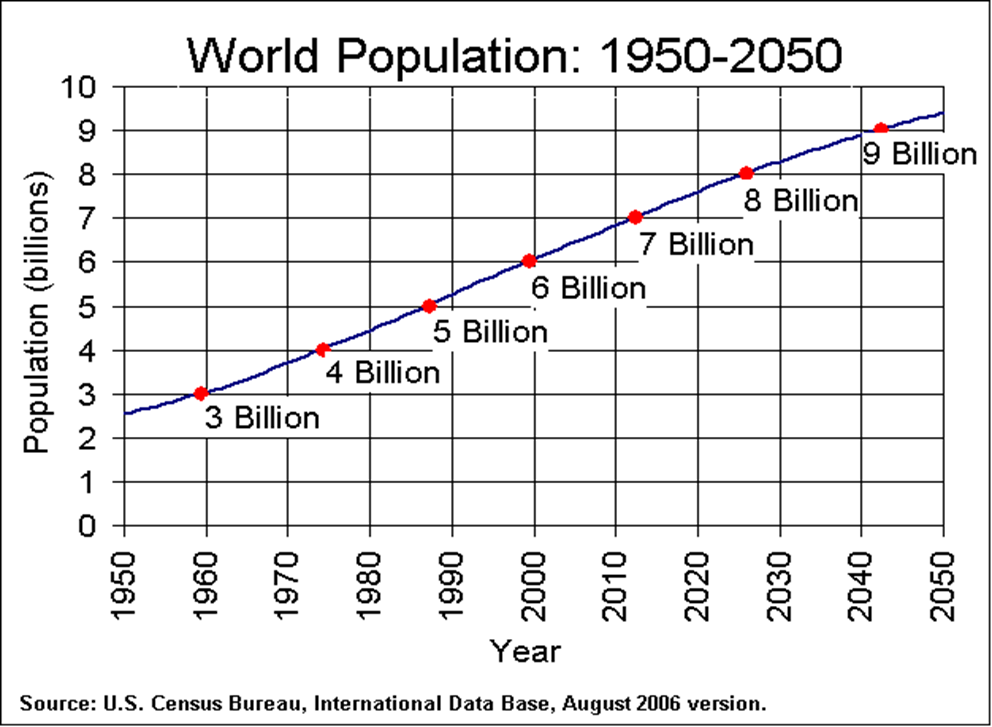 World Population: 1950-2050
10
9
8
7
6
5
4
3
2
1
0
Population (billions)
9 Billion
8 Billion
7 Billion
6 Billion
5 Billion
4 Billion
3 Billion
1950
1960
1970
1980
1990
2000
2010
2020
2030
2040
2050
Year
Source: U.S. Census Bureau, International Data Base, August 2006 version.